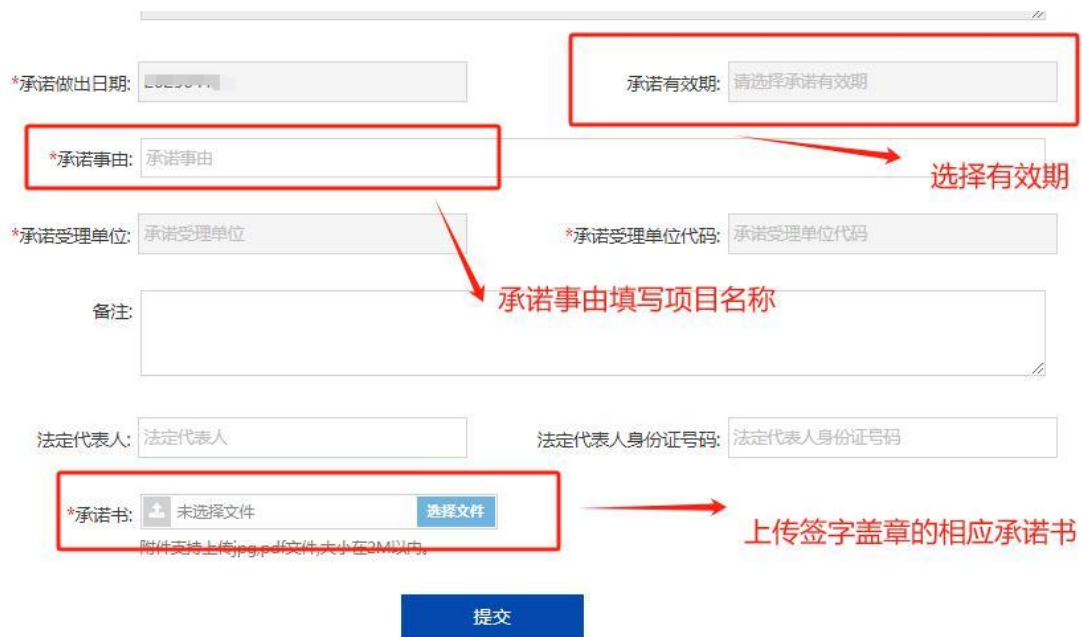 *承诺做出日期:
承诺有效期: 请选择承诺有效期
*承诺事由: 承诺事由
选择有效期
*承诺受理单位: 承诺受理单位
*承诺受理单位代码: 承诺受理单位代码
承诺事由填写项目名称
备注:
法定代表人: 法定代表人
法定代表人身份证号码: 法定代表人身份证号码
*承诺书: 未选择文件 选择文件
上传签字盖章的相应承诺书
附件支持上传jpg,pdf文件,大小在2M以内。
提交